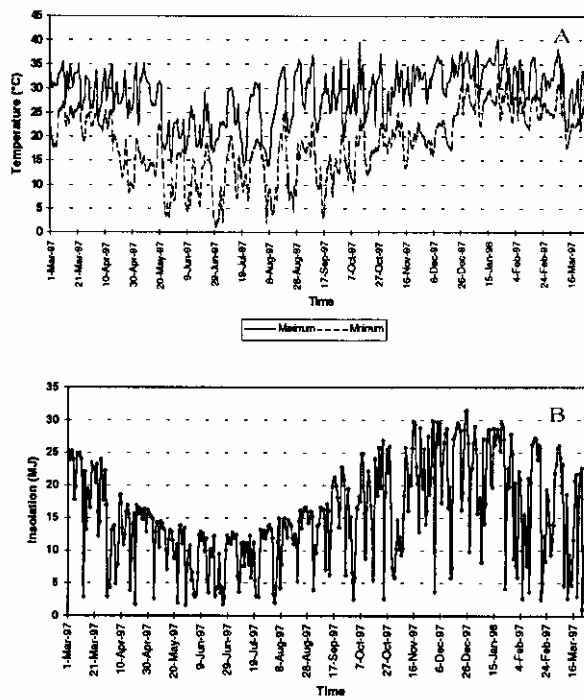 A
Temperature (°C)
45
40
35
30
25
20
15
10
5
0
1-Mar-97 21-Mar-97 10-Apr-97 30-Apr-97 20-May-97 9-Jun-97 29-Jun-97 19-Jul-97 8-Aug-97 28-Aug-97 17-Sep-97 7-Oct-97 27-Oct-97 16-Nov-97 6-Dec-97 26-Dec-97 15-Jan-98 4-Feb-97 24-Feb-97 16-Mar-97
Time
Maximum Minimum
B
Insolation (MJ)
35
30
25
20
15
10
5
0
1-Mar-97 21-Mar-97 10-Apr-97 30-Apr-97 20-May-97 9-Jun-97 29-Jun-97 19-Jul-97 8-Aug-97 28-Aug-97 17-Sep-97 7-Oct-97 27-Oct-97 16-Nov-97 6-Dec-97 26-Dec-97 15-Jan-98 4-Feb-97 24-Feb-97 16-Mar-97
Time